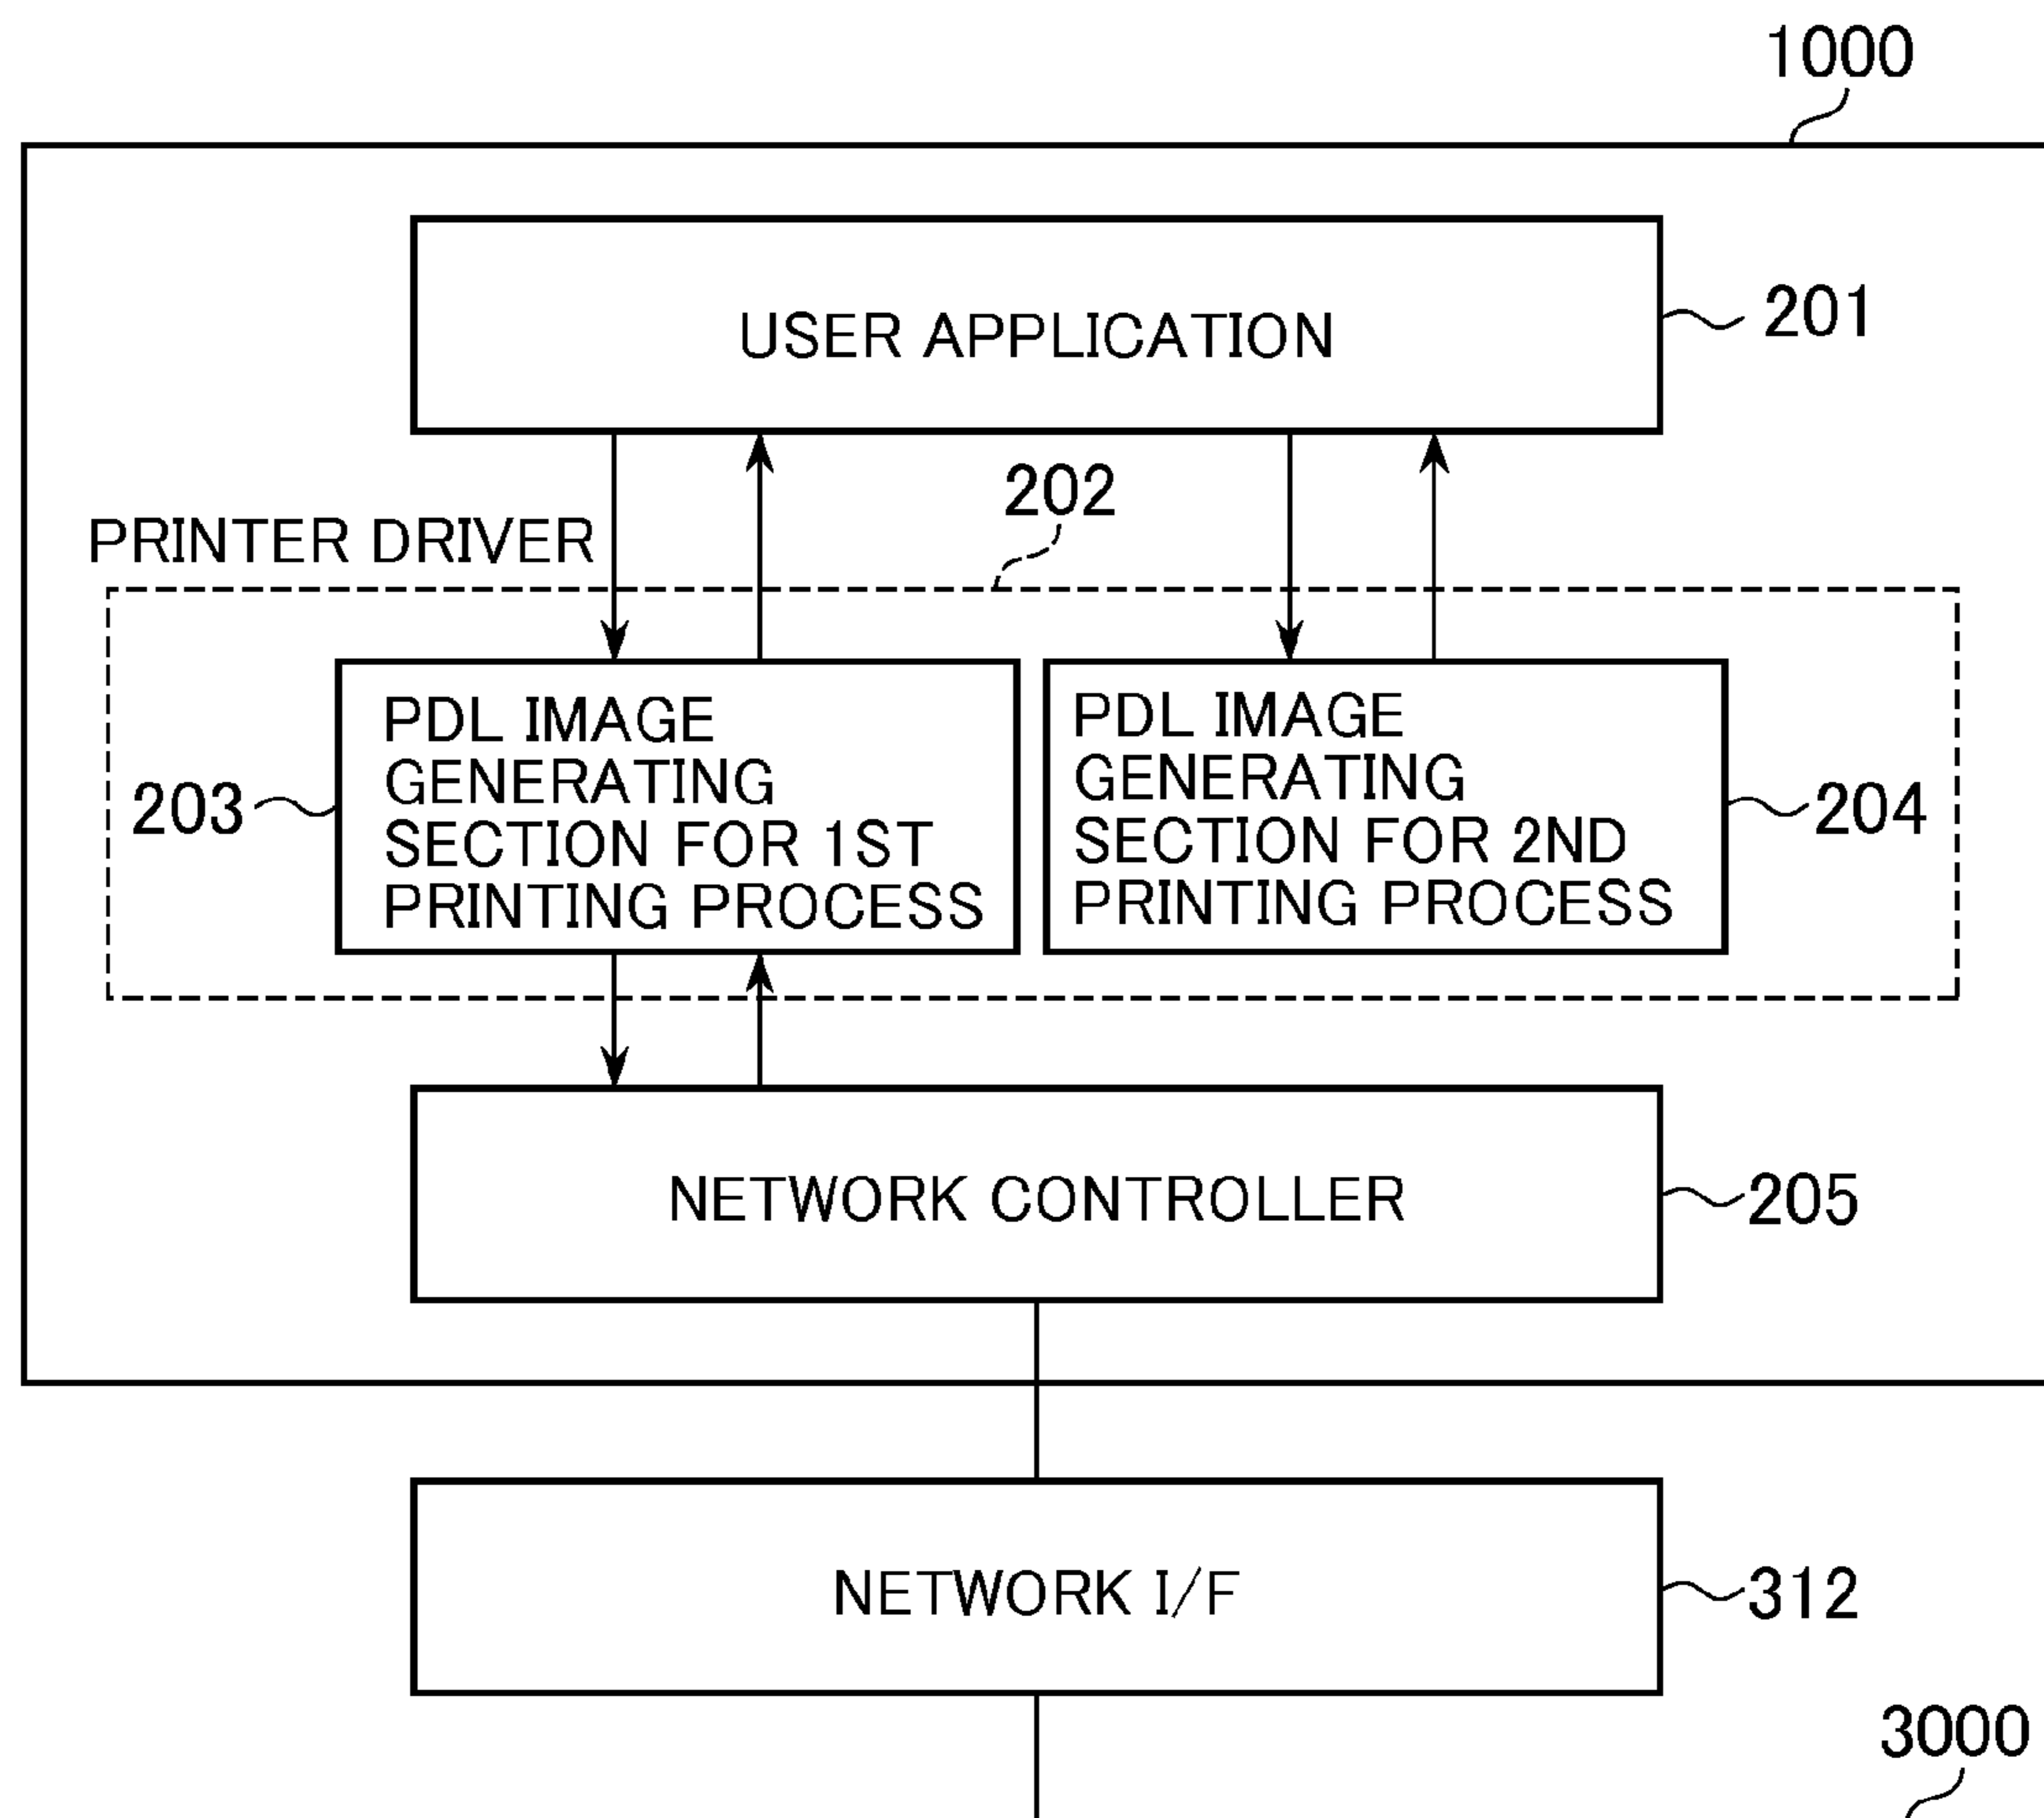 1000
USER APPLICATION
201
202
PRINTER DRIVER
203
PDL IMAGE
GENERATING
SECTION FOR 1ST
PRINTING PROCESS
PDL IMAGE
GENERATING
SECTION FOR 2ND
PRINTING PROCESS
204
NETWORK CONTROLLER
205
NETWORK I/F
312
3000